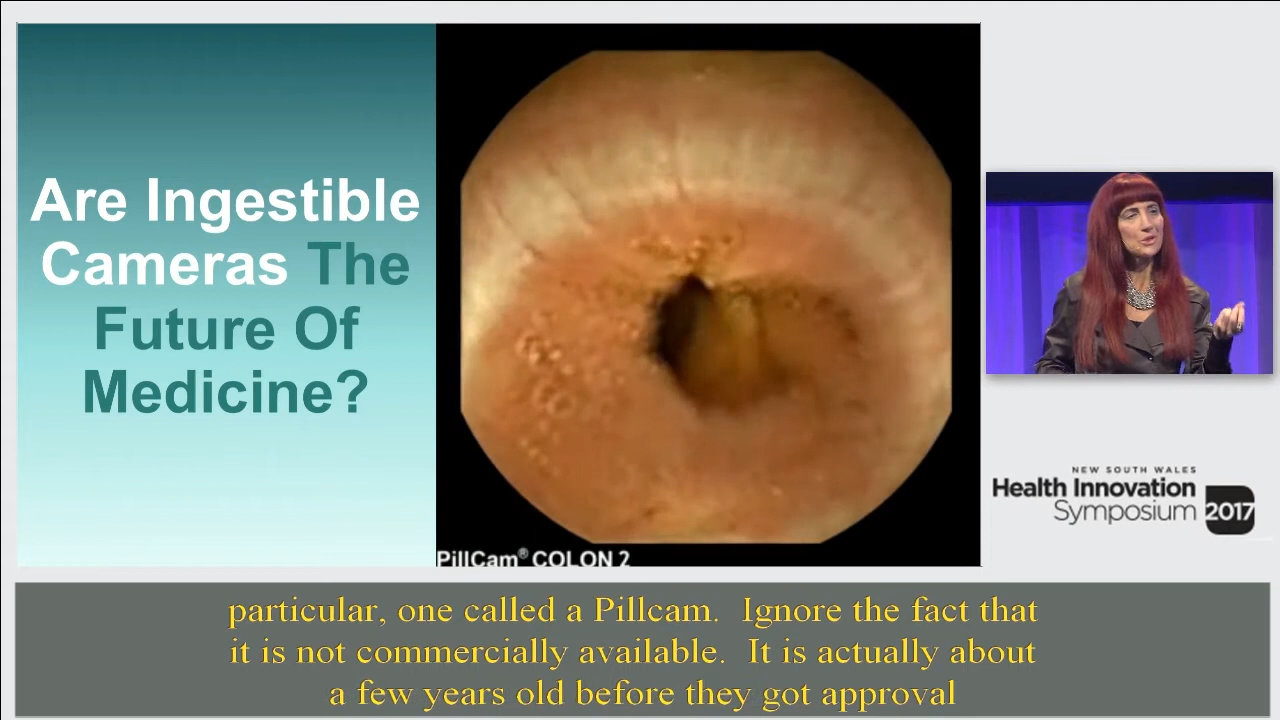 Are Ingestible
Cameras The
Future Of
Medicine?
PillCam® COLON 2
NEW SOUTH WALES
Health Innovation
Symposium 2017
particular, one called a Pillcam. Ignore the fact that
it is not commercially available. It is actually about
a few years old before they got approval